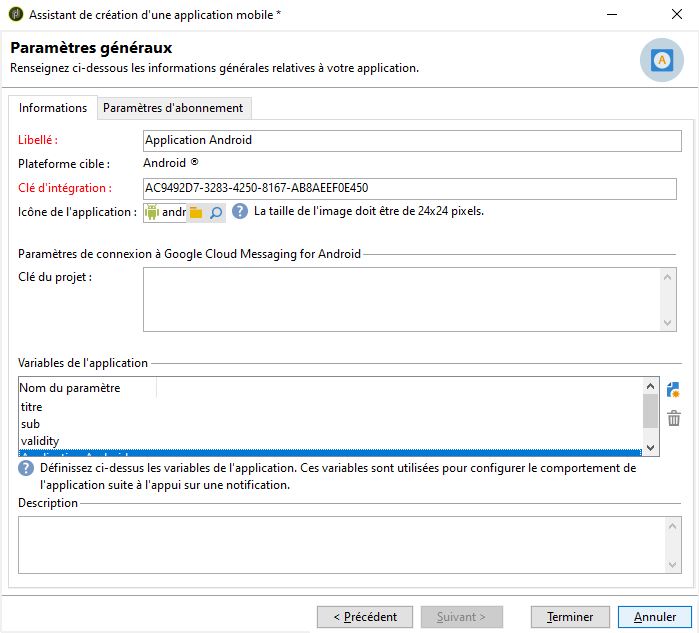 Assistant de création d'une application mobile *
Paramètres généraux
Renseignez ci-dessous les informations générales relatives à votre application.
A
Informations
Paramètres d'abonnement
Libellé :
Application Android
Plateforme cible :
Android ®
Clé d'intégration :
AC9492D7-3283-4250-8167-AB8AEEF0E450
Icône de l'application :
andr
? La taille de l'image doit être de 24x24 pixels.
Paramètres de connexion à Google Cloud Messaging for Android
Clé du projet :
Variables de l'application
Nom du paramètre
titre
sub
validity
? Définissez ci-dessus les variables de l'application. Ces variables sont utilisées pour configurer le comportement de
l'application suite à l'appui sur une notification.
Description
< Précédent
Suivant >
Terminer
Annuler